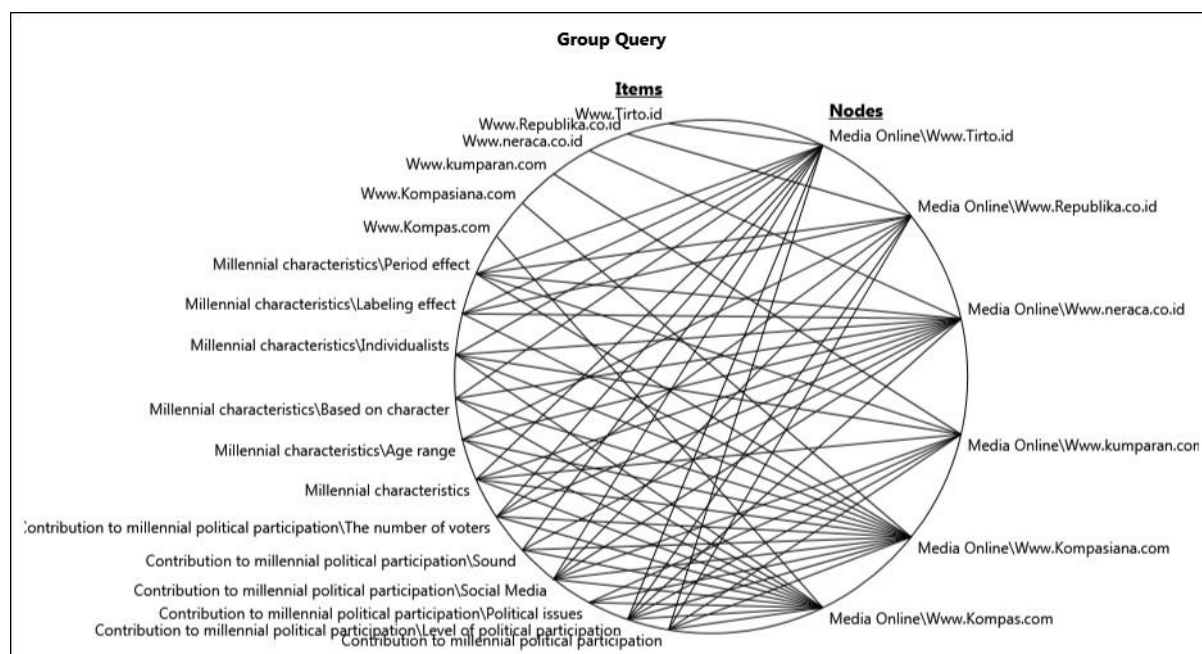 Group Query
Items
Nodes
Www.Tirto.id
Www.Republika.co.id
Www.neraca.co.id
Www.kumparan.com
Www.Kompasiana.com
Www.Kompas.com
Millennial characteristics\Period effect
Millennial characteristics\Labeling effect
Millennial characteristics\Individualists
Millennial characteristics\Based on character
Millennial characteristics\Age range
Millennial characteristics
Contribution to millennial political participation\The number of voters
Contribution to millennial political participation\Sound
Contribution to millennial political participation\Social Media
Contribution to millennial political participation\Political issues
Contribution to millennial political participation\Level of political participation
Contribution to millennial political participation
Media Online\Www.Tirto.id
Media Online\Www.Republika.co.id
Media Online\Www.neraca.co.id
Media Online\Www.kumparan.com
Media Online\Www.Kompasiana.com
Media Online\Www.Kompas.com